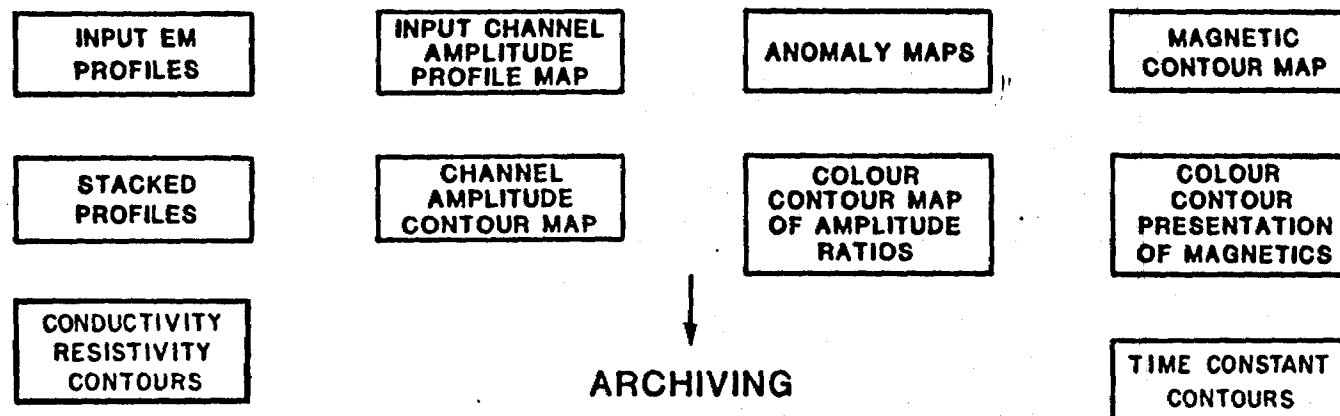 INPUT EM
PROFILES
INPUT CHANNEL
AMPLITUDE
PROFILE MAP
ANOMALY MAPS
MAGNETIC
CONTOUR MAP
STACKED
PROFILES
CHANNEL
AMPLITUDE
CONTOUR MAP
COLOUR
CONTOUR MAP
OF AMPLITUDE
RATIOS
COLOUR
CONTOUR
PRESENTATION
OF MAGNETICS
CONDUCTIVITY
RESISTIVITY
CONTOURS
ARCHIVING
TIME CONSTANT
CONTOURS